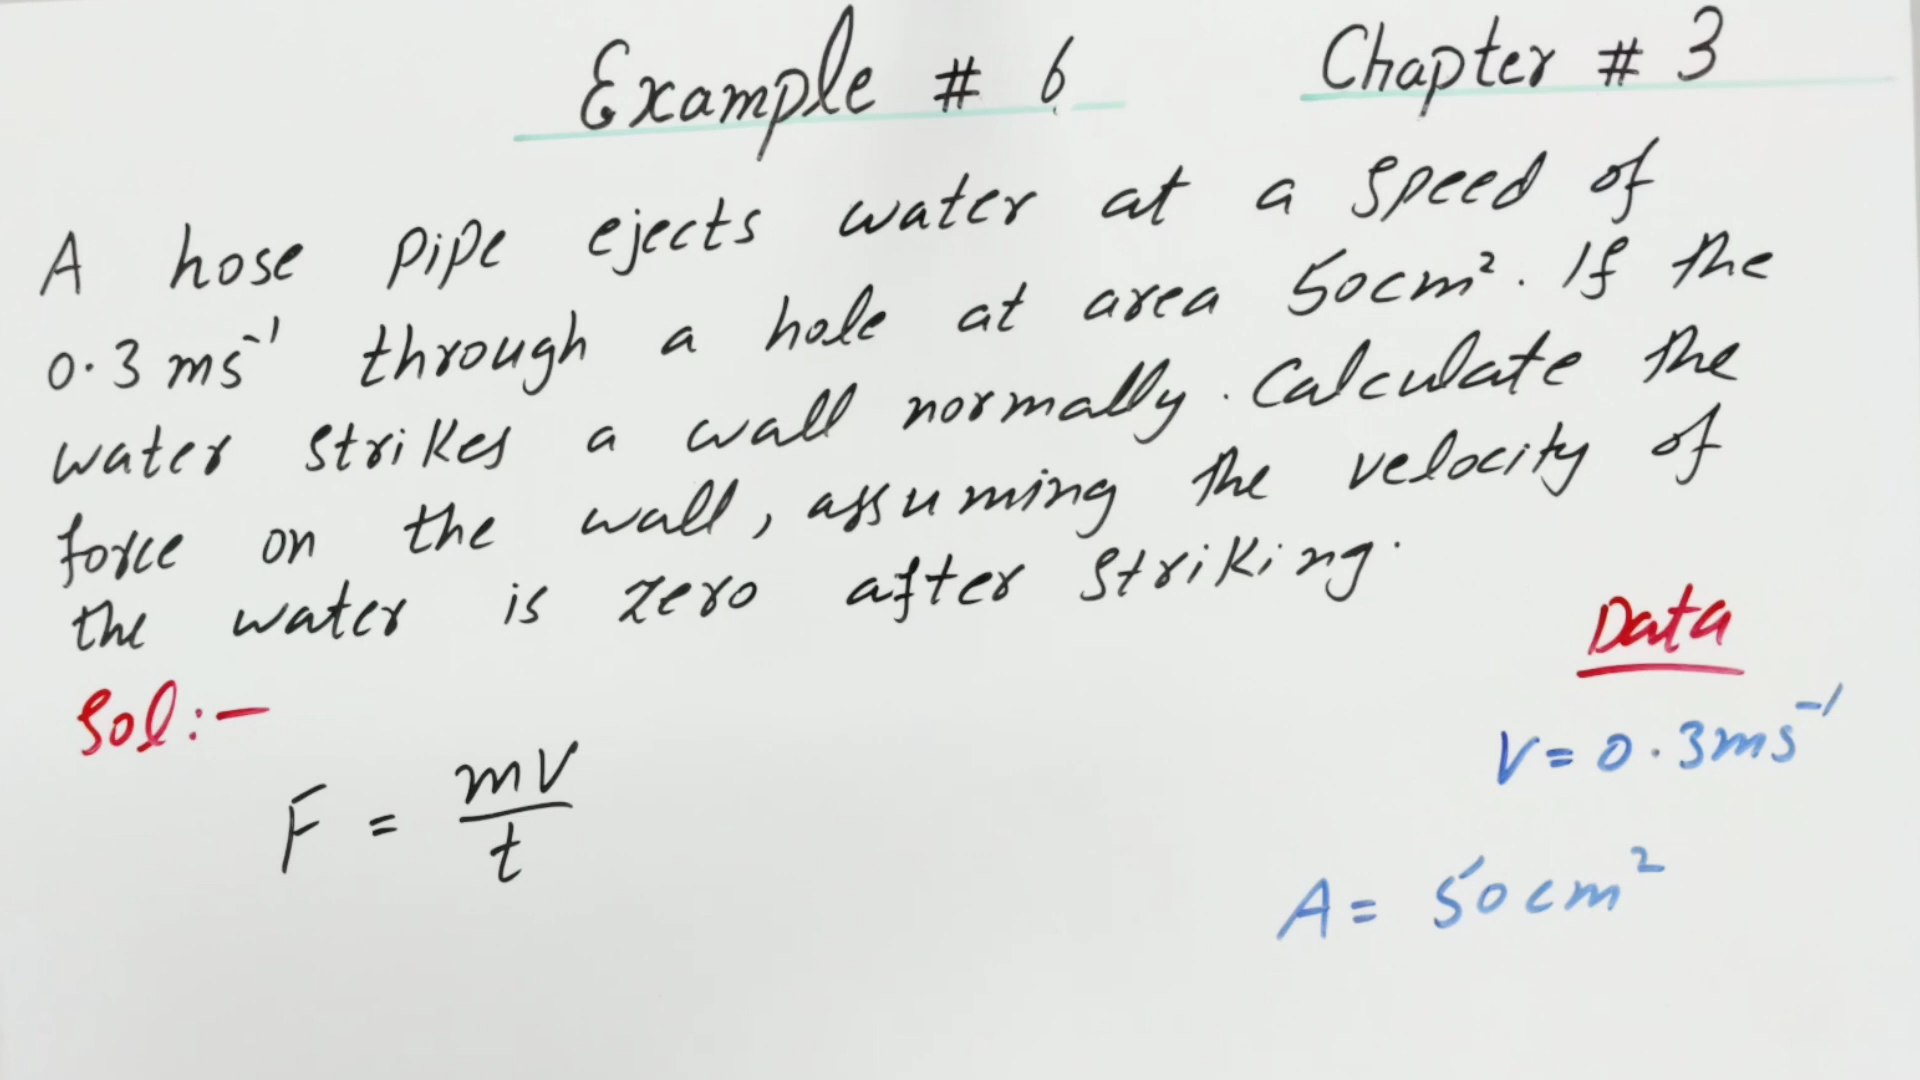 Example # 6
Chapter # 3
A hose pipe ejects water at a speed of
0.3 ms⁻¹ through a hole at area 50cm². If the
water strikes a wall normally. Calculate the
force on the wall, assuming the velocity of
the water is zero after striking.
Data
Sol:-
V = 0.3ms⁻¹
F = mV/t
A = 50cm²